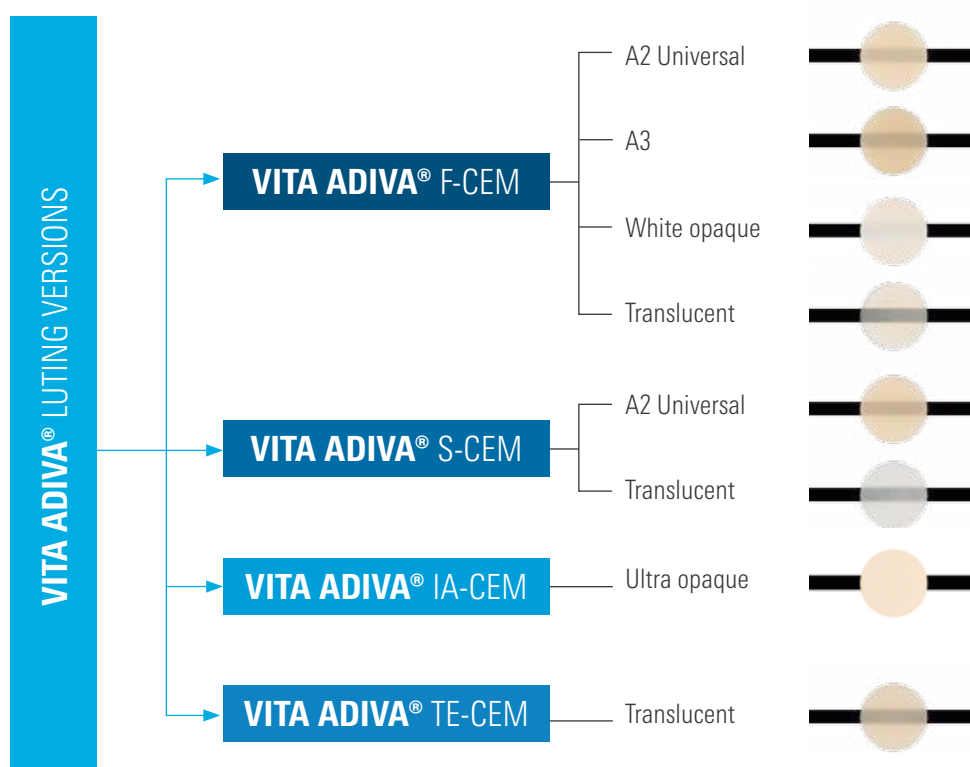 VITA ADIVA® LUTING VERSIONS
VITA ADIVA® F-CEM
A2 Universal
A3
White opaque
Translucent
VITA ADIVA® S-CEM
A2 Universal
Translucent
VITA ADIVA® IA-CEM
Ultra opaque
VITA ADIVA® TE-CEM
Translucent